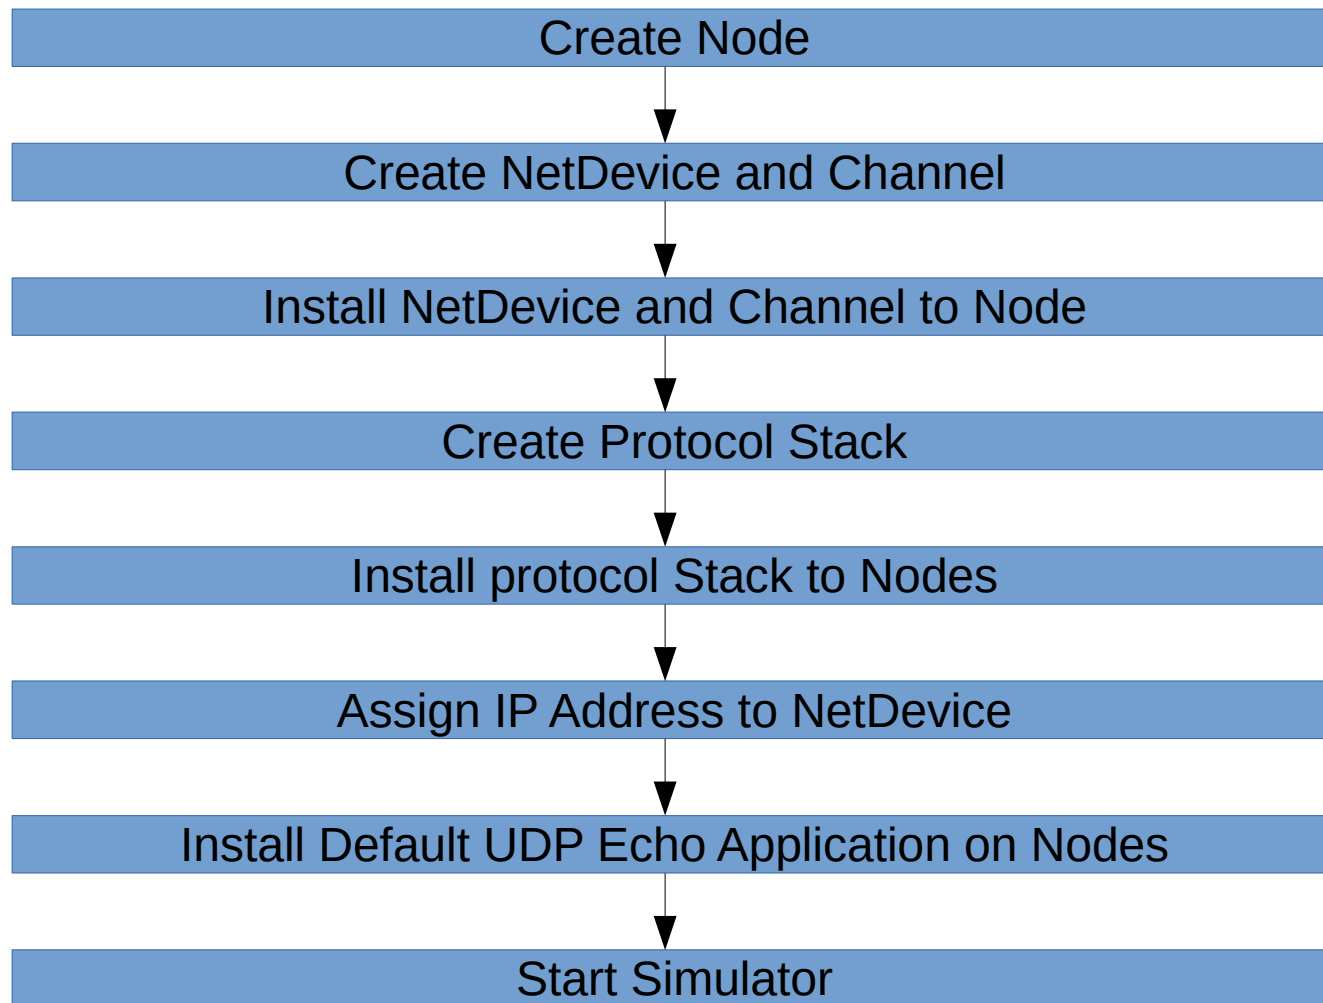 Create Node
Create NetDevice and Channel
Install NetDevice and Channel to Node
Create Protocol Stack
Install protocol Stack to Nodes
Assign IP Address to NetDevice
Install Default UDP Echo Application on Nodes
Start Simulator